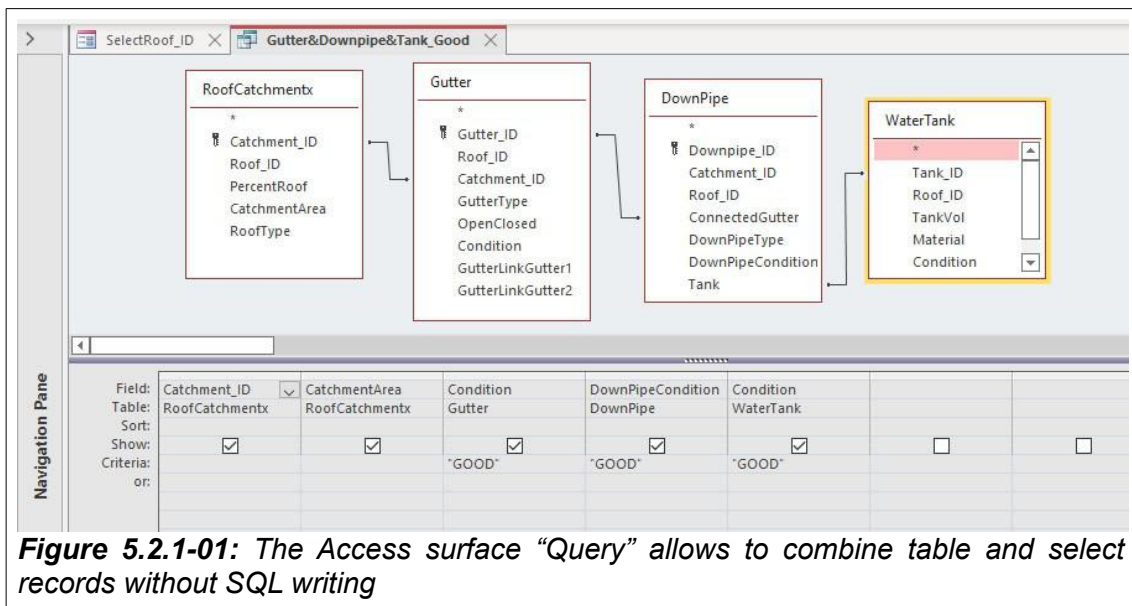 SelectRoof_ID
Gutter&Downpipe&Tank_Good
RoofCatchmentx
*
Catchment_ID
Roof_ID
PercentRoof
CatchmentArea
RoofType
Gutter
*
Gutter_ID
Roof_ID
Catchment_ID
GutterType
OpenClosed
Condition
GutterLinkGutter1
GutterLinkGutter2
DownPipe
*
Downpipe_ID
Catchment_ID
Roof_ID
ConnectedGutter
DownPipeType
DownPipeCondition
Tank
WaterTank
*
Tank_ID
Roof_ID
TankVol
Material
Condition
Navigation Pane
Field: Catchment_ID CatchmentArea Condition DownPipeCondition Condition
Table: RoofCatchmentx RoofCatchmentx Gutter DownPipe WaterTank
Sort:
Show:
Criteria: "GOOD" "GOOD" "GOOD"
or:
Figure 5.2.1-01: The Access surface “Query” allows to combine table and select
records without SQL writing